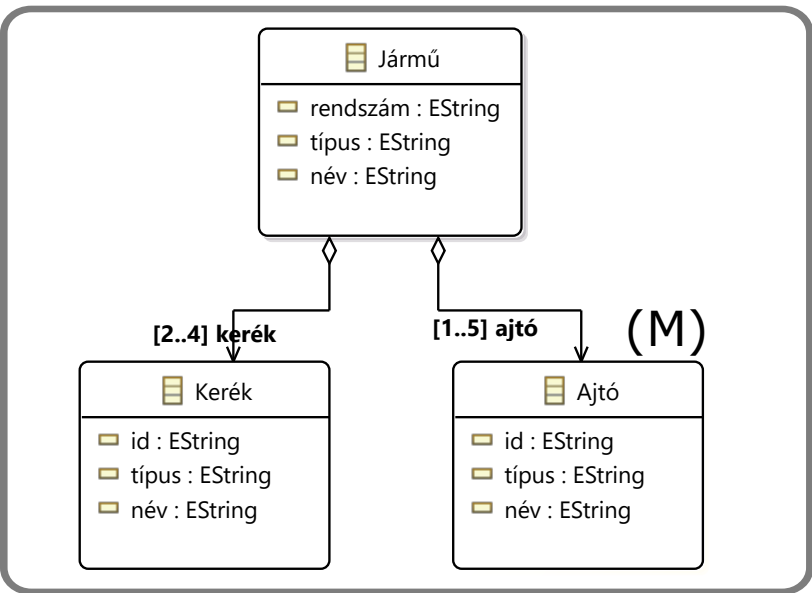 Jármű
rendszám : EString
típus : EString
név : EString
[2..4] kerék
[1..5] ajtó
(M)
Kerék
id : EString
típus : EString
név : EString
Ajtó
id : EString
típus : EString
név : EString